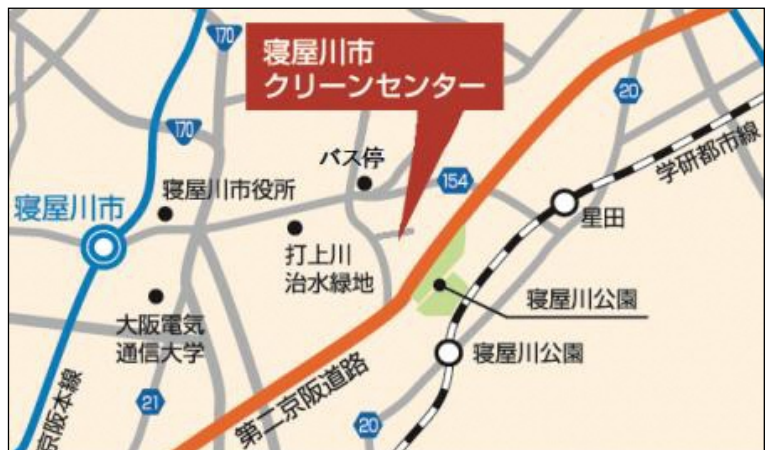 170
寝屋川市
クリーンセンター
20
170
バス停
154
学研都市線
寝屋川市役所
寝屋川市
星田
打上川
治水緑地
寝屋川公園
大阪電気
通信大学
寝屋川公園
21
第二京阪道路
20
京阪本線